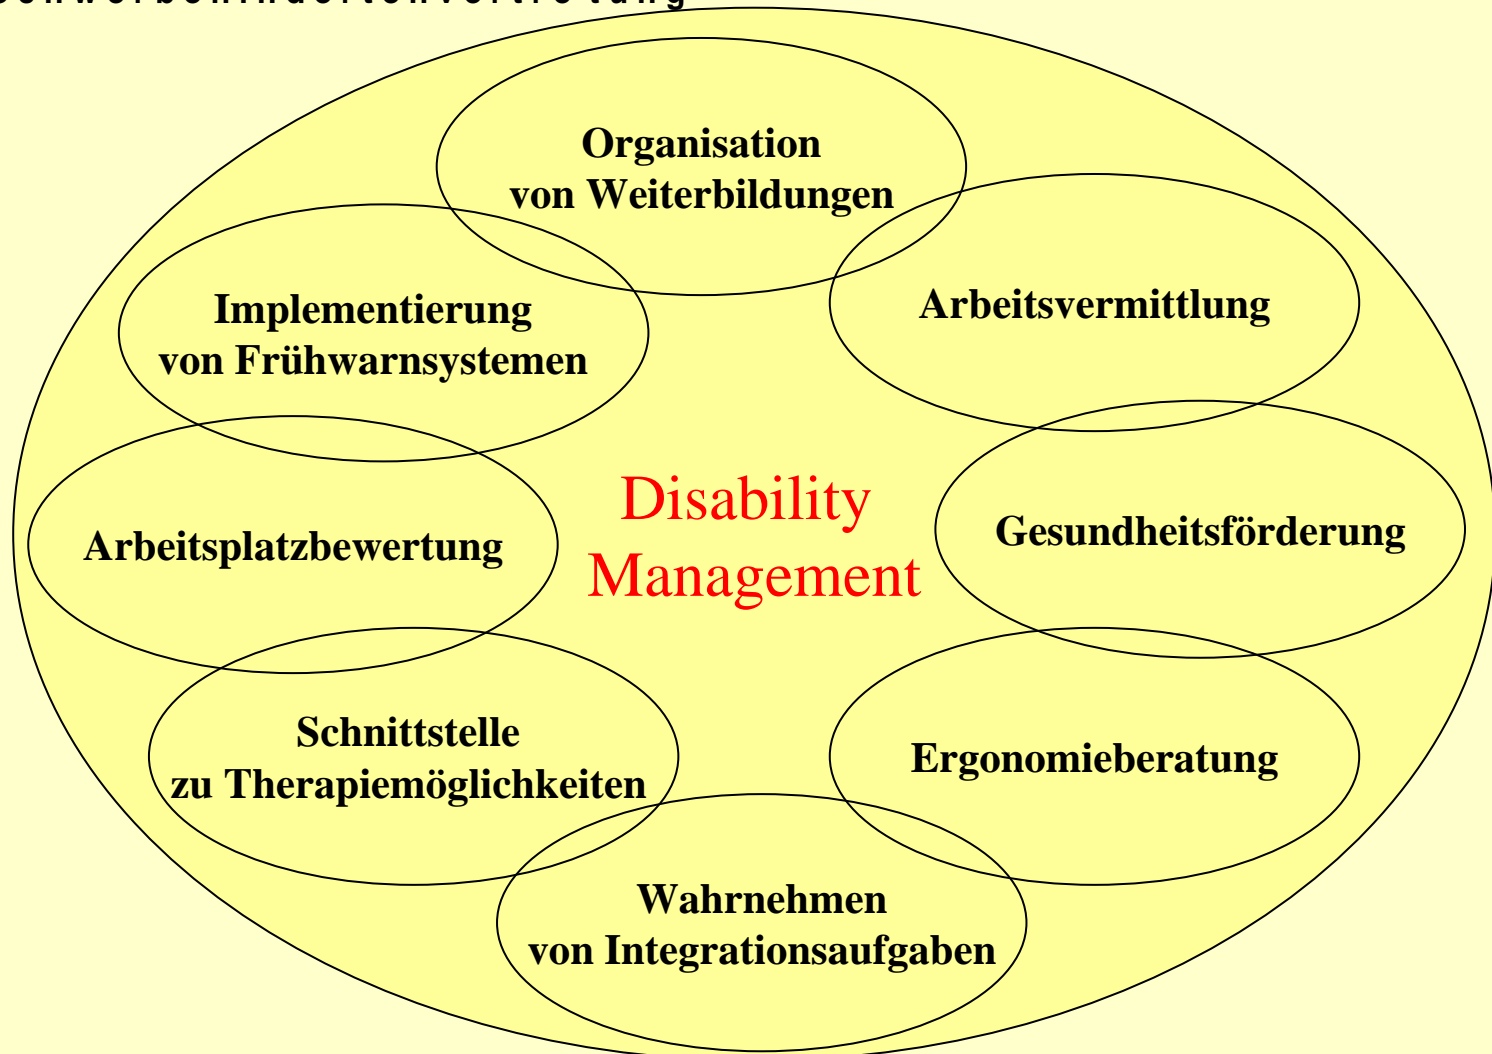 Organisation
von Weiterbildungen
Arbeitsvermittlung
Implementierung
von Frühwarnsystemen
Disability
Management
Gesundheitsförderung
Arbeitsplatzbewertung
Schnittstelle
zu Therapiemöglichkeiten
Ergonomieberatung
Wahrnehmen
von Integrationsaufgaben